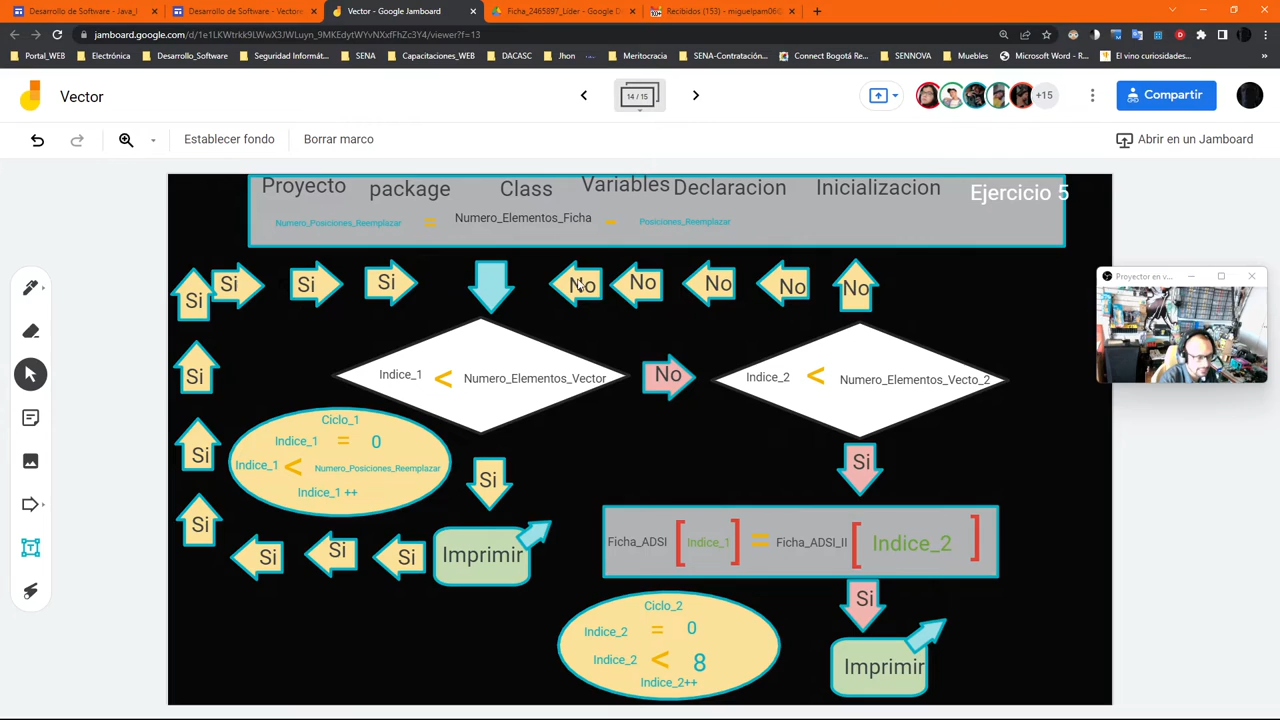 Desarrollo de Software - Java_I
Desarrollo de Software - Vectore
Vector - Google Jamboard
Ficha_2465897_Lider - Google D
Recibidos (153) - miguelpam06@
jamboard.google.com/d/1e1LKWtrkk9LWwX3JWLuyn_9MKEdytWYvNXxfFhZc3Y4/viewer?f=13
Portal_WEB
Electrónica
Desarrollo_Software
Seguridad Informát...
SENA
Capacitaciones_WEB
DACASC
Jhon
Meritocracia
SENA-Contratación...
Connect Bogotá Re...
SENNOVA
Muebles
Microsoft Word - R...
El vino curiosidades...
Vector
14 / 15
+15
Compartir
Establecer fondo
Borrar marco
Abrir en un Jamboard
Proyecto package Class Variables Declaracion Inicializacion
Ejercicio 5
Numero_Posiciones_Reemplazar = Numero_Elementos_Ficha - Posiciones_Reemplazar
Si Si Si Si No No No No No
Proyector en v...
Indice_1 < Numero_Elementos_Vector
No
Indice_2 < Numero_Elementos_Vecto_2
Si
Ciclo_1
Indice_1 = 0
Indice_1 < Numero_Posiciones_Reemplazar
Indice_1 ++
Si
Si
Si
Si
Imprimir
Si Si Si
Ficha_ADSI [ Indice_1 ] = Ficha_ADSI_II [ Indice_2 ]
Si
Ciclo_2
Indice_2 = 0
Indice_2 < 8
Indice_2++
Imprimir